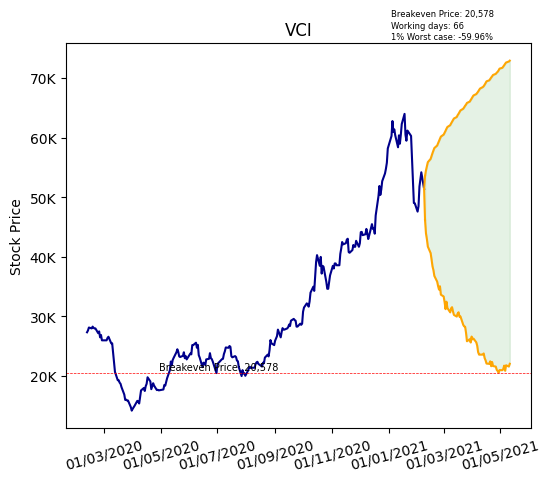 Breakeven Price: 20,578
Working days: 66
1% Worst case: -59.96%
VCI
Stock Price
70K
60K
50K
40K
30K
20K
Breakeven Price: 20,578
01/03/2020
01/05/2020
01/07/2020
01/09/2020
01/11/2020
01/01/2021
01/03/2021
01/05/2021